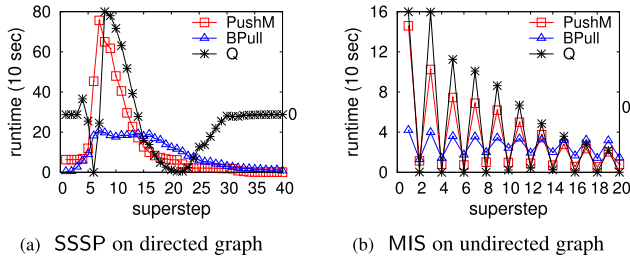 80
60
40
20
0
runtime (10 sec)
PushM
BPull
Q
0
0 5 10 15 20 25 30 35 40
superstep
(a) SSSP on directed graph
16
12
8
4
0
runtime (10 sec)
PushM
BPull
Q
0
0 2 4 6 8 10 12 14 16 18 20
superstep
(b) MIS on undirected graph